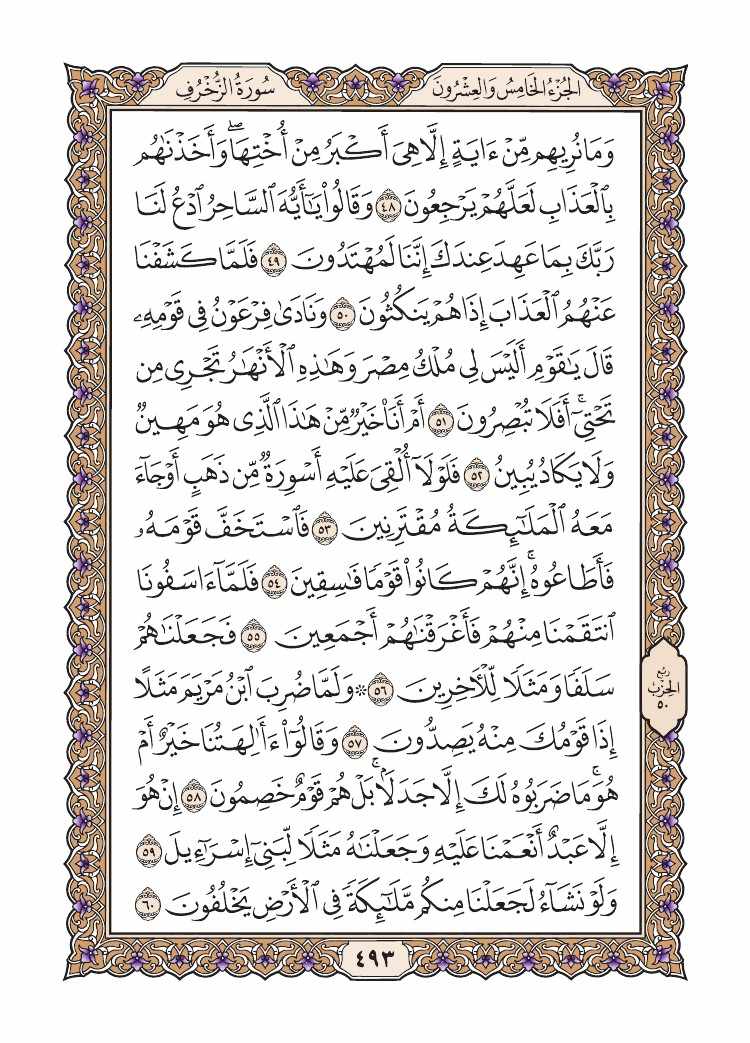 سُورَةُ الزُّخْرُفِ
الجُزْءُ الخَامِسُ وَالعِشْرُونَ
وَمَا نُرِيهِم مِّنْ ءَايَةٍ إِلَّا هِىَ أَكْبَرُ مِنْ أُخْتِهَاۖ وَأَخَذْنَٰهُم
بِٱلْعَذَابِ لَعَلَّهُمْ يَرْجِعُونَ ٤٨ وَقَالُوا۟ يَٰٓأَيُّهَ ٱلسَّاحِرُ ٱدْعُ لَنَا
رَبَّكَ بِمَا عَهِدَ عِندَكَ إِنَّنَا لَمُهْتَدُونَ ٤٩ فَلَمَّا كَشَفْنَا
عَنْهُمُ ٱلْعَذَابَ إِذَا هُمْ يَنكُثُونَ ٥٠ وَنَادَىٰ فِرْعَوْنُ فِى قَوْمِهِۦ
قَالَ يَٰقَوْمِ أَلَيْسَ لِى مُلْكُ مِصْرَ وَهَٰذِهِ ٱلْأَنْهَٰرُ تَجْرِى مِن
تَحْتِىٓۚ أَفَلَا تُبْصِرُونَ ٥١ أَمْ أَنَا۠ خَيْرٌ مِّنْ هَٰذَا ٱلَّذِى هُوَ مَهِينٌ
وَلَا يَكَادُ يُبِينُ ٥٢ فَلَوْلَآ أُلْقِىَ عَلَيْهِ أَسْوِرَةٌ مِّن ذَهَبٍ أَوْ جَآءَ
مَعَهُ ٱلْمَلَٰٓئِكَةُ مُقْتَرِنِينَ ٥٣ فَٱسْتَخَفَّ قَوْمَهُۥ
فَأَطَاعُوهُۚ إِنَّهُمْ كَانُوا۟ قَوْمًا فَٰسِقِينَ ٥٤ فَلَمَّآ ءَاسَفُونَا
ٱنتَقَمْنَا مِنْهُمْ فَأَغْرَقْنَٰهُمْ أَجْمَعِينَ ٥٥ فَجَعَلْنَٰهُمْ
سَلَفًا وَمَثَلًا لِّلْءَاخِرِينَ ٥٦ ۞ وَلَمَّا ضُرِبَ ٱبْنُ مَرْيَمَ مَثَلًا
إِذَا قَوْمُكَ مِنْهُ يَصِدُّونَ ٥٧ وَقَالُوٓا۟ ءَأَٰلِهَتُنَا خَيْرٌ أَمْ
هُوَۚ مَا ضَرَبُوهُ لَكَ إِلَّا جَدَلًۢاۚ بَلْ هُمْ قَوْمٌ خَصِمُونَ ٥٨ إِنْ هُوَ
إِلَّا عَبْدٌ أَنْعَمْنَا عَلَيْهِ وَجَعَلْنَٰهُ مَثَلًا لِّبَنِىٓ إِسْرَٰٓءِيلَ ٥٩
وَلَوْ نَشَآءُ لَجَعَلْنَا مِنكُم مَّلَٰٓئِكَةً فِى ٱلْأَرْضِ يَخْلُفُونَ ٦٠
ربع
الحزب
٥٠
٤٩٣